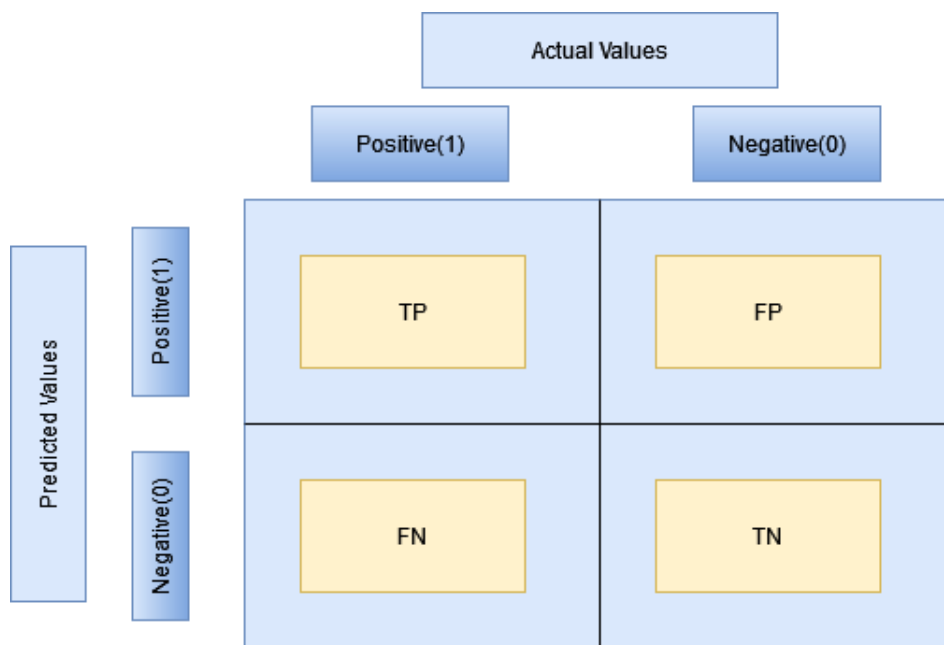 Actual Values
Positive(1)
Negative(0)
Predicted Values
Positive(1)
TP
FP
Negative(0)
FN
TN